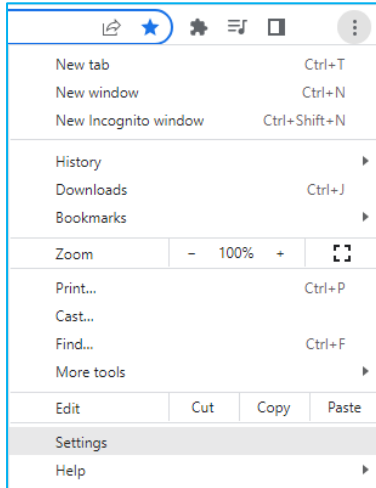 New tab Ctrl+T
New window Ctrl+N
New Incognito window Ctrl+Shift+N
History
Downloads Ctrl+J
Bookmarks
Zoom - 100% +
Print... Ctrl+P
Cast...
Find... Ctrl+F
More tools
Edit Cut Copy Paste
Settings
Help